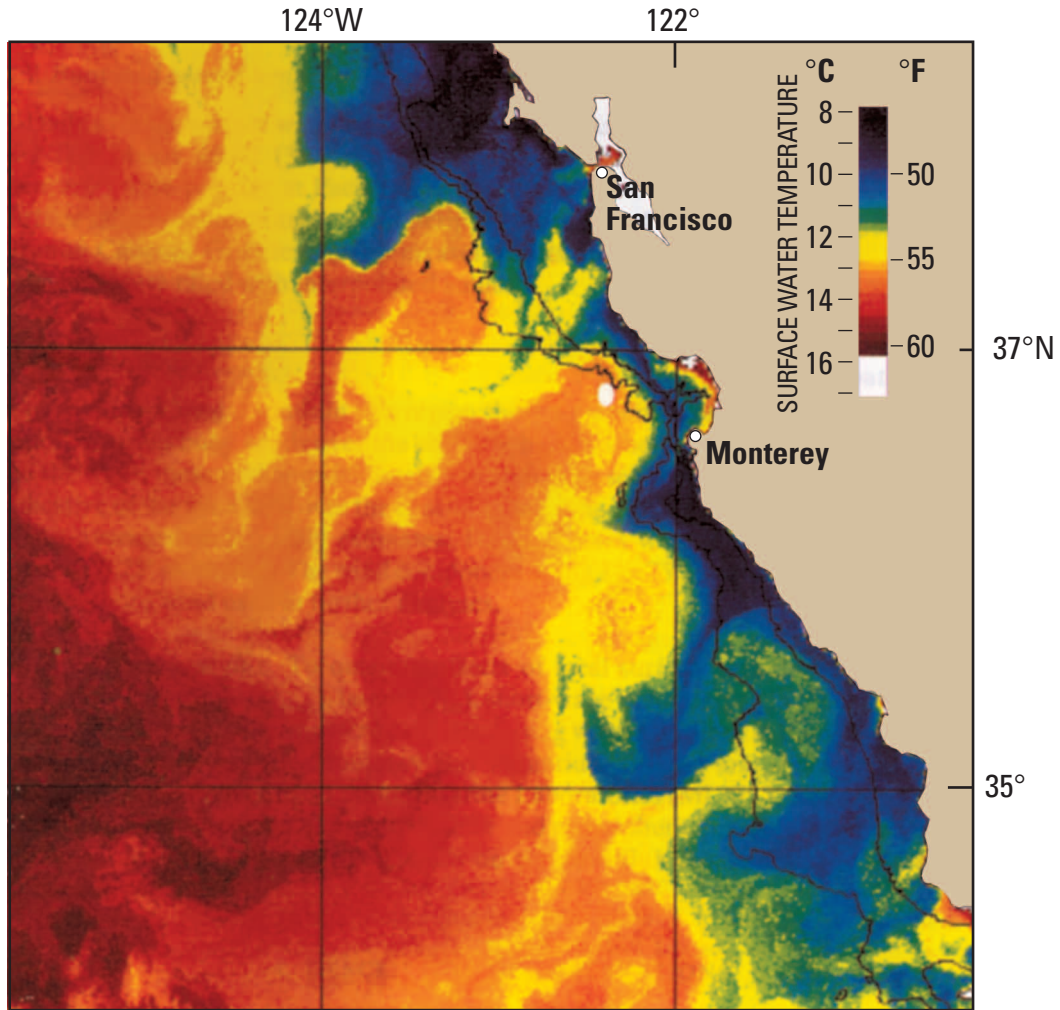 124°W
122°
°C
°F
SURFACE WATER TEMPERATURE
8
10
12
14
16
50
55
60
San
Francisco
37°N
Monterey
35°